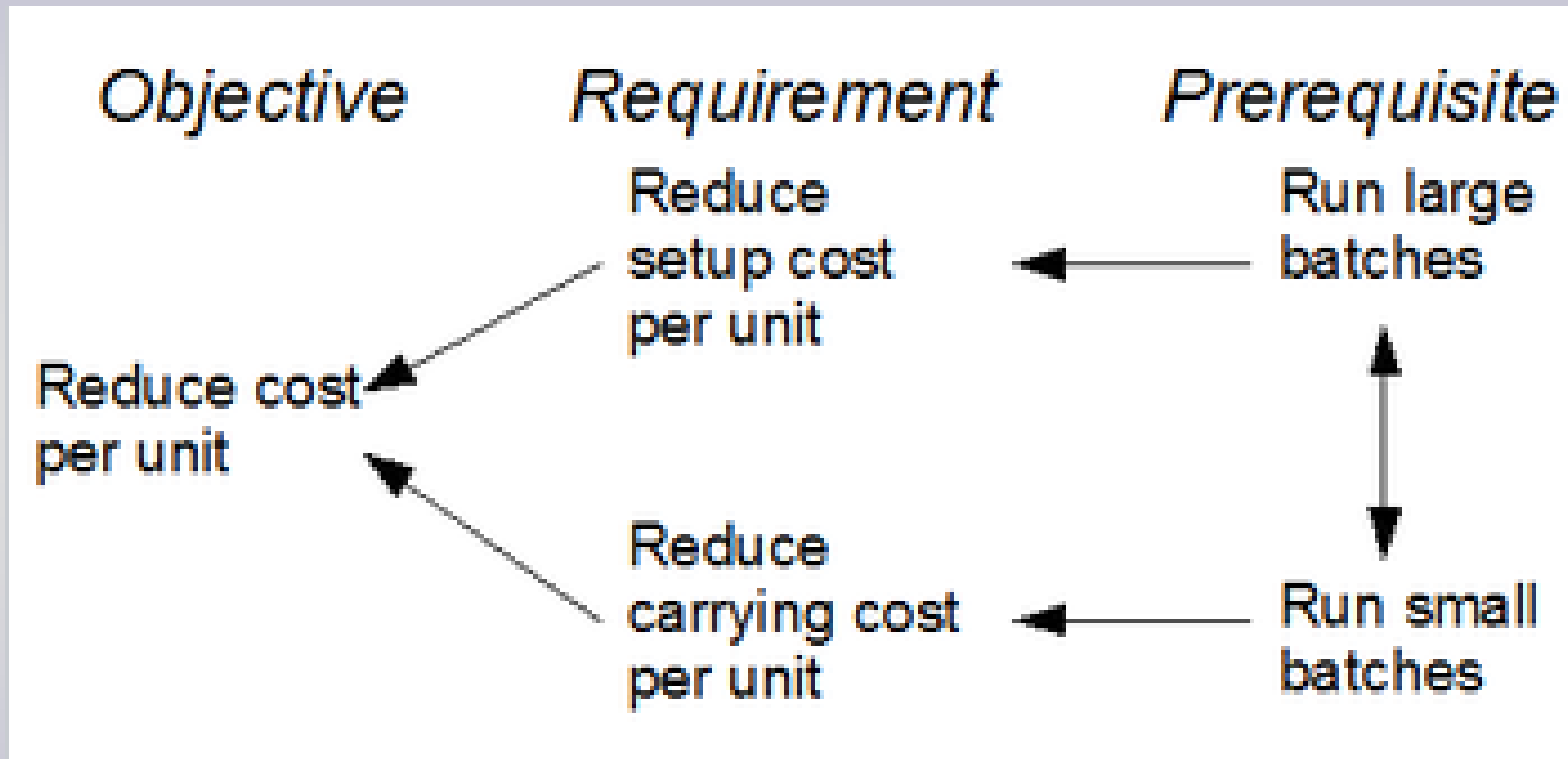 Objective Requirement Prerequisite
Reduce
setup cost
per unit
Run large
batches
Reduce cost
per unit
Reduce
carrying cost
per unit
Run small
batches